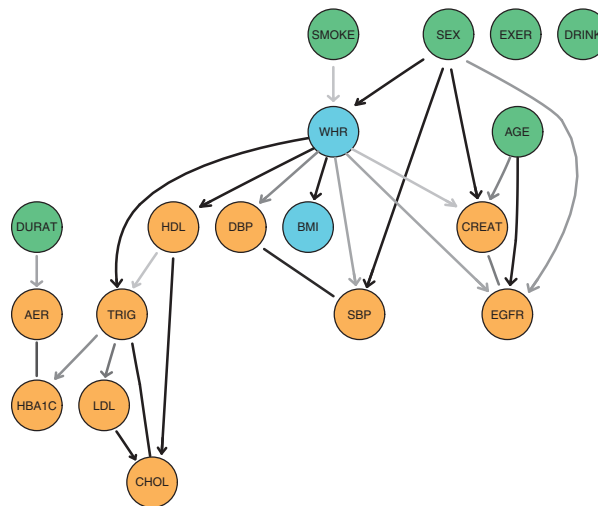 SMOKE
SEX
EXER
DRINK
WHR
AGE
DURAT
HDL
DBP
BMI
CREAT
AER
TRIG
SBP
EGFR
HBA1C
LDL
CHOL